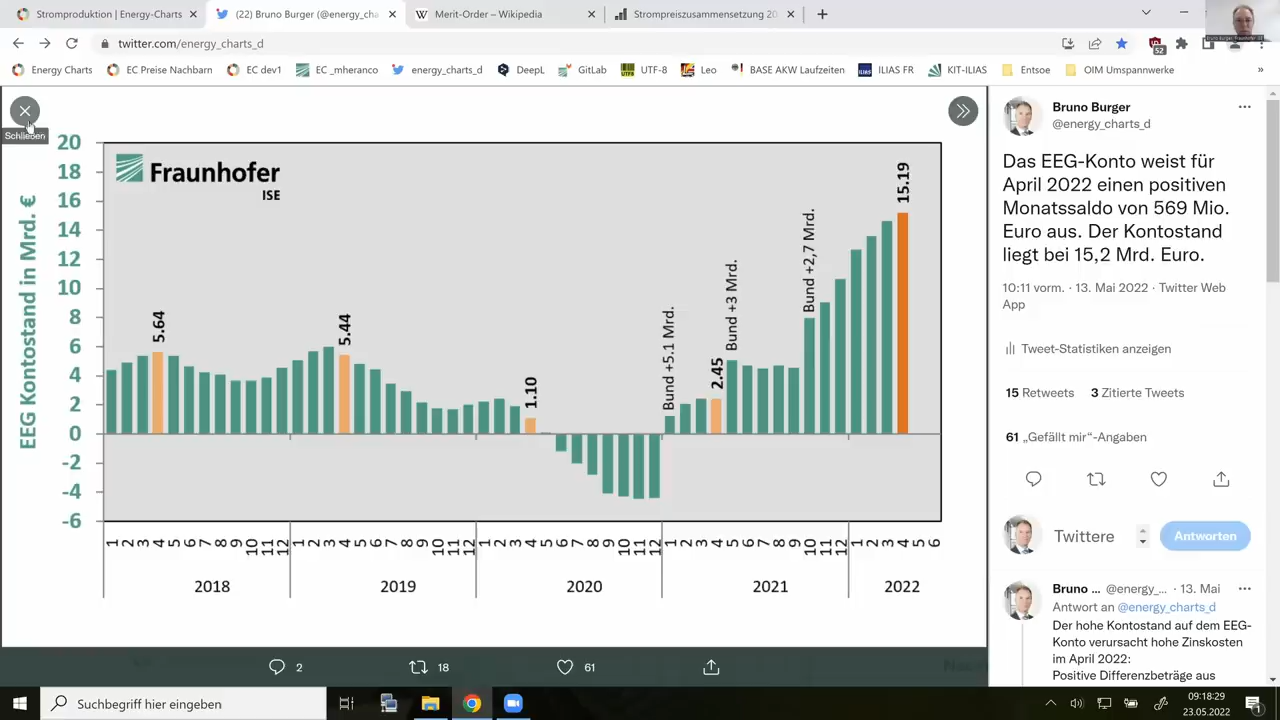 Stromproduktion | Energy-Charts
(22) Bruno Burger (@energy_cha
Merit-Order – Wikipedia
Strompreiszusammensetzung 20
twitter.com/energy_charts_d
52
Energy Charts
EC Preise Nachbarn
EC dev1
EC _mheranco
energy_charts_d
DeepL
GitLab
UTF-8
Leo
BASE AKW Laufzeiten
ILIAS FR
KIT-ILIAS
Entsoe
OIM Umspannwerke
»
Schließen
Fraunhofer
ISE
EEG Kontostand in Mrd. €
20
18
16
14
12
10
8
6
4
2
0
-2
-4
-6
5.64
5.44
1.10
Bund +5.1 Mrd.
2.45
Bund +3 Mrd.
Bund +2,7 Mrd.
15.19
1 2 3 4 5 6 7 8 9 10 11 12 1 2 3 4 5 6 7 8 9 10 11 12 1 2 3 4 5 6 7 8 9 10 11 12 1 2 3 4 5 6 7 8 9 10 11 12 1 2 3 4 5 6
2018 2019 2020 2021 2022
2 18 61
Bruno Burger
@energy_charts_d
Das EEG-Konto weist für
April 2022 einen positiven
Monatssaldo von 569 Mio.
Euro aus. Der Kontostand
liegt bei 15,2 Mrd. Euro.
10:11 vorm. · 13. Mai 2022 · Twitter Web
App
Tweet-Statistiken anzeigen
15 Retweets 3 Zitierte Tweets
61 „Gefällt mir“-Angaben
Twittere
Antworten
Bruno ... @energy_... · 13. Mai
Antwort an @energy_charts_d
Der hohe Kontostand auf dem EEG-
Konto verursacht hohe Zinskosten
im April 2022:
Positive Differenzbeträge aus
Suchbegriff hier eingeben
09:18:29
23.05.2022
1